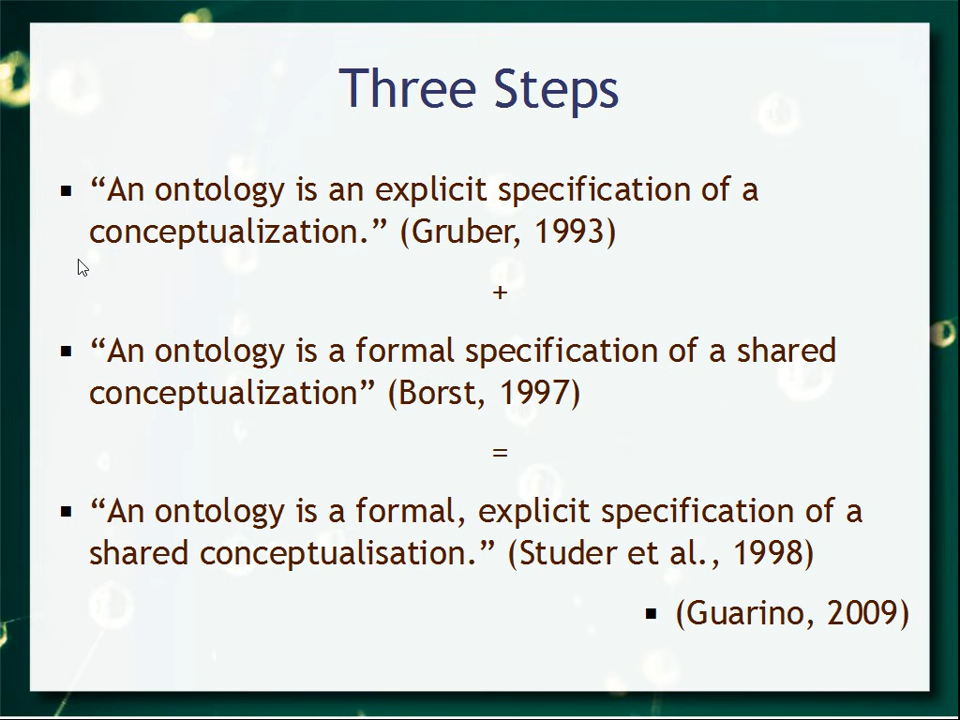 Three Steps
▪ “An ontology is an explicit specification of a
conceptualization.” (Gruber, 1993)
+
▪ “An ontology is a formal specification of a shared
conceptualization” (Borst, 1997)
=
▪ “An ontology is a formal, explicit specification of a
shared conceptualisation.” (Studer et al., 1998)
▪ (Guarino, 2009)